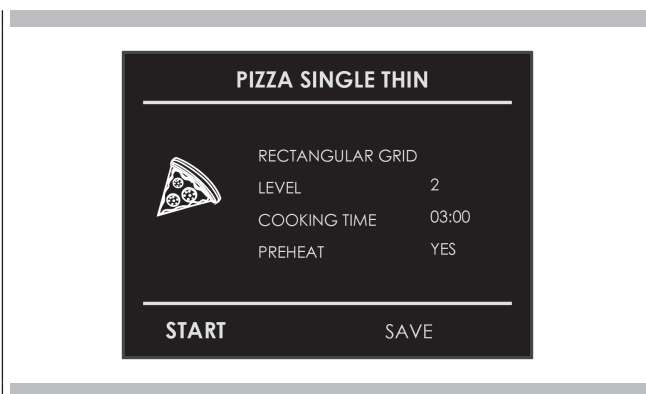 PIZZA SINGLE THIN
RECTANGULAR GRID
LEVEL 2
COOKING TIME 03:00
PREHEAT YES
START SAVE